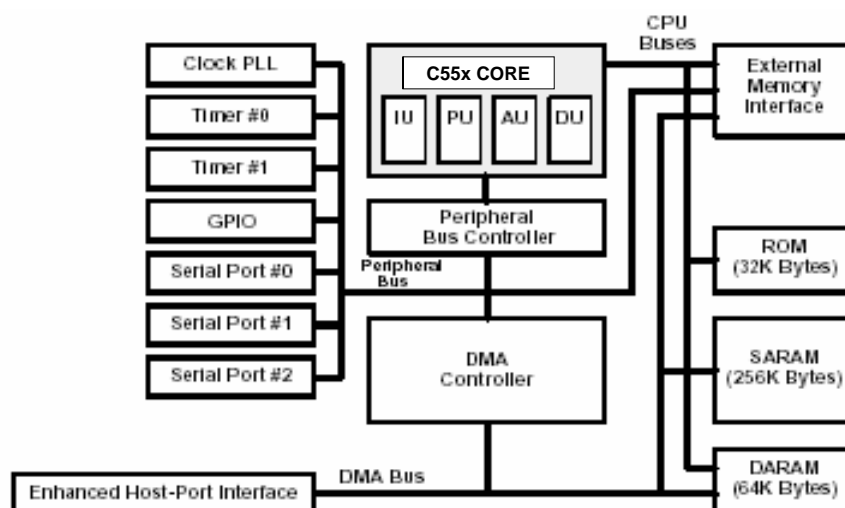 CPU
Buses
Clock PLL
Timer #0
Timer #1
GPIO
Serial Port #0
Serial Port #1
Serial Port #2
C55x CORE
IU
PU
AU
DU
Peripheral
Bus Controller
Peripheral
Bus
DMA
Controller
External
Memory
Interface
ROM
(32K Bytes)
SARAM
(256K Bytes)
DARAM
(64K Bytes)
DMA Bus
Enhanced Host-Port Interface